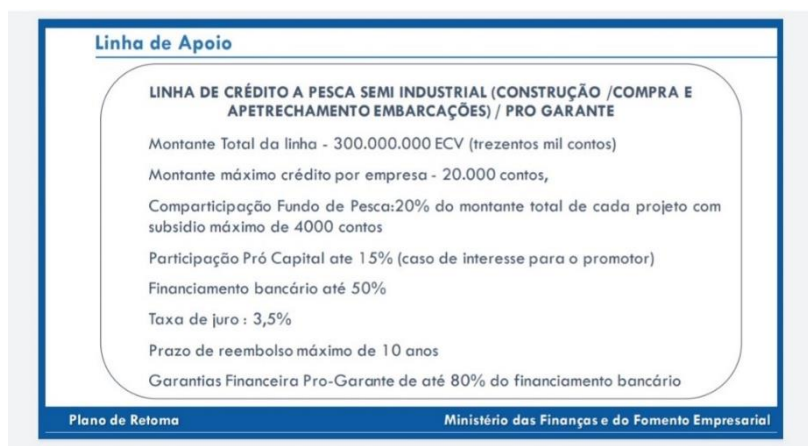 Linha de Apoio
LINHA DE CRÉDITO A PESCA SEMI INDUSTRIAL (CONSTRUÇÃO /COMPRA E
APETRECHAMENTO EMBARCAÇÕES) / PRO GARANTE
Montante Total da linha - 300.000.000 ECV (trezentos mil contos)
Montante máximo crédito por empresa - 20.000 contos,
Comparticipação Fundo de Pesca:20% do montante total de cada projeto com
subsidio máximo de 4000 contos
Participação Pró Capital ate 15% (caso de interesse para o promotor)
Financiamento bancário até 50%
Taxa de juro : 3,5%
Prazo de reembolso máximo de 10 anos
Garantias Financeira Pro-Garante de até 80% do financiamento bancário
Plano de Retoma
Ministério das Finanças e do Fomento Empresarial